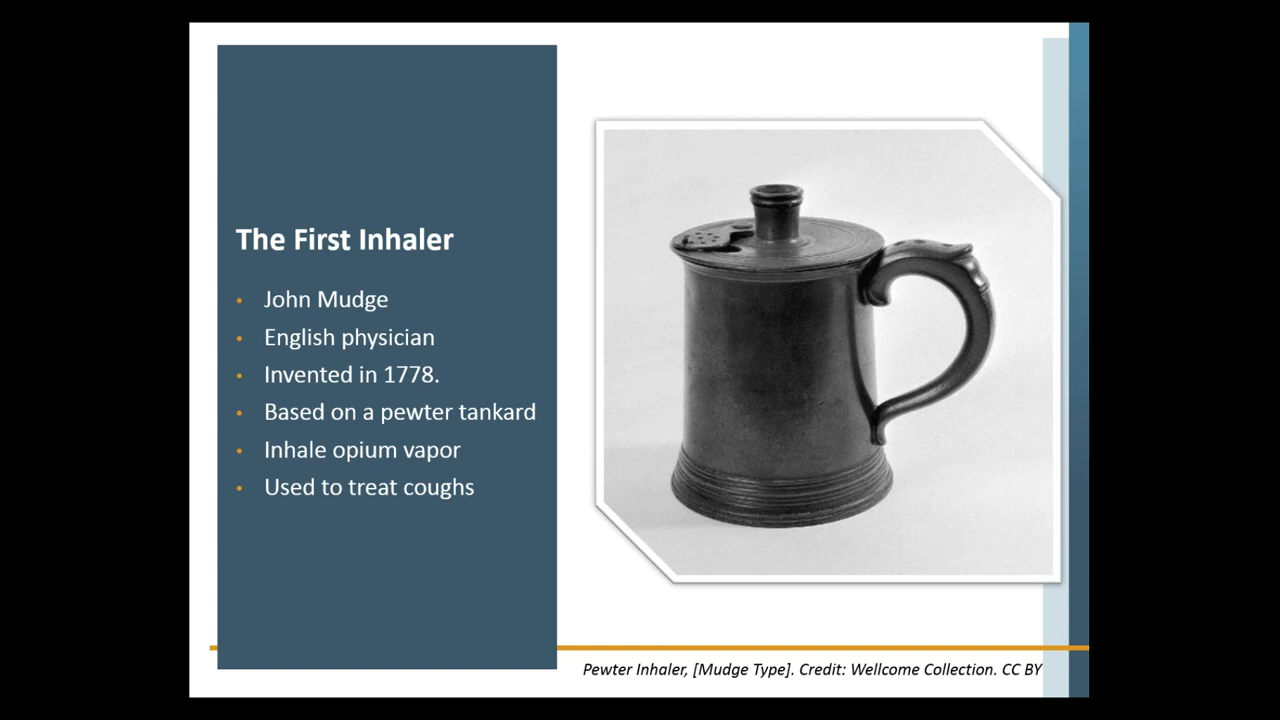 The First Inhaler
• John Mudge
• English physician
• Invented in 1778.
• Based on a pewter tankard
• Inhale opium vapor
• Used to treat coughs
Pewter Inhaler, [Mudge Type]. Credit: Wellcome Collection. CC BY